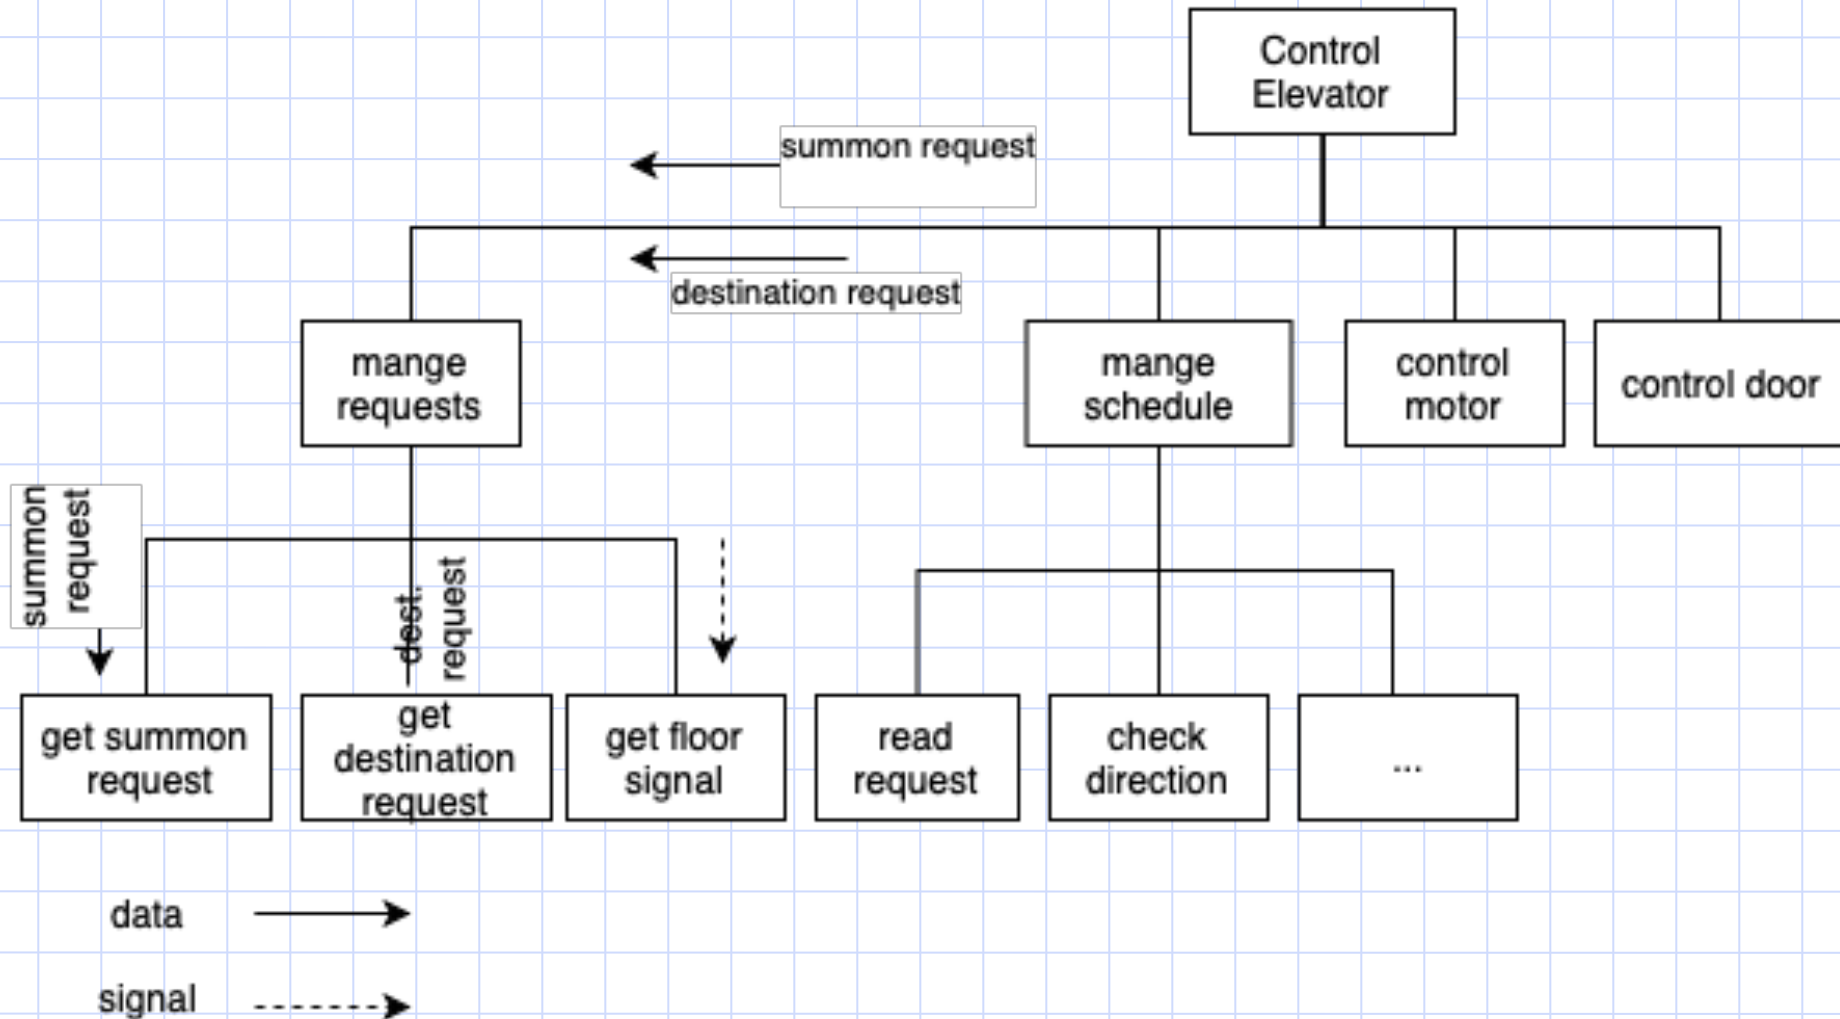 Control
Elevator
summon request
destination request
mange
requests
mange
schedule
control
motor
control door
summon
request
dest.
request
get summon
request
get
destination
request
get floor
signal
read
request
check
direction
...
data
signal